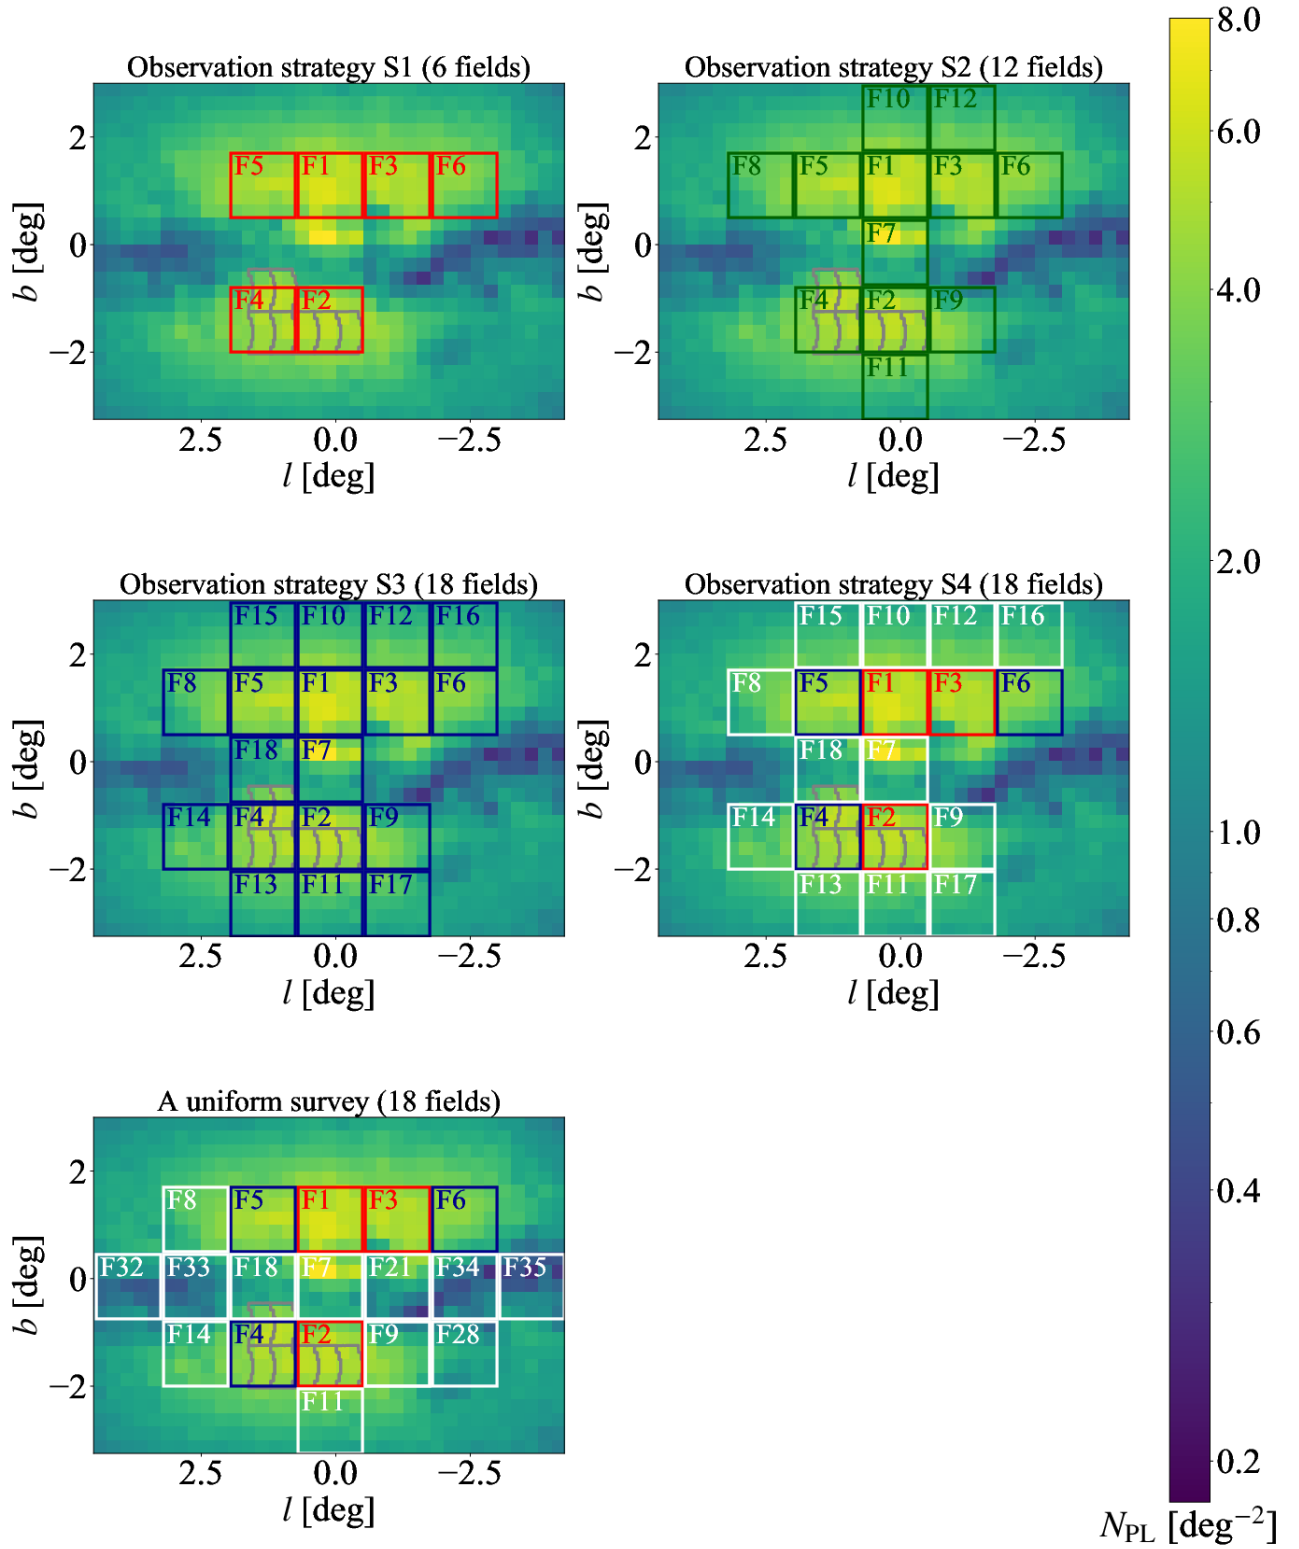 Observation strategy S1 (6 fields)
F5 F1 F3 F6
F4 F2
2
0
−2
b [deg]
2.5 0.0 −2.5
l [deg]
Observation strategy S2 (12 fields)
F10 F12
F8 F5 F1 F3 F6
F7
F4 F2 F9
F11
2
0
−2
b [deg]
2.5 0.0 −2.5
l [deg]
Observation strategy S3 (18 fields)
F15 F10 F12 F16
F8 F5 F1 F3 F6
F18 F7
F14 F4 F2 F9
F13 F11 F17
2
0
−2
b [deg]
2.5 0.0 −2.5
l [deg]
Observation strategy S4 (18 fields)
F15 F10 F12 F16
F8 F5 F1 F3 F6
F18 F7
F14 F4 F2 F9
F13 F11 F17
2
0
−2
b [deg]
2.5 0.0 −2.5
l [deg]
A uniform survey (18 fields)
F8 F5 F1 F3 F6
F32 F33 F18 F7 F21 F34 F35
F14 F4 F2 F9 F28
F11
2
0
−2
b [deg]
2.5 0.0 −2.5
l [deg]
8.0
6.0
4.0
2.0
1.0
0.8
0.6
0.4
0.2
N_PL [deg⁻²]